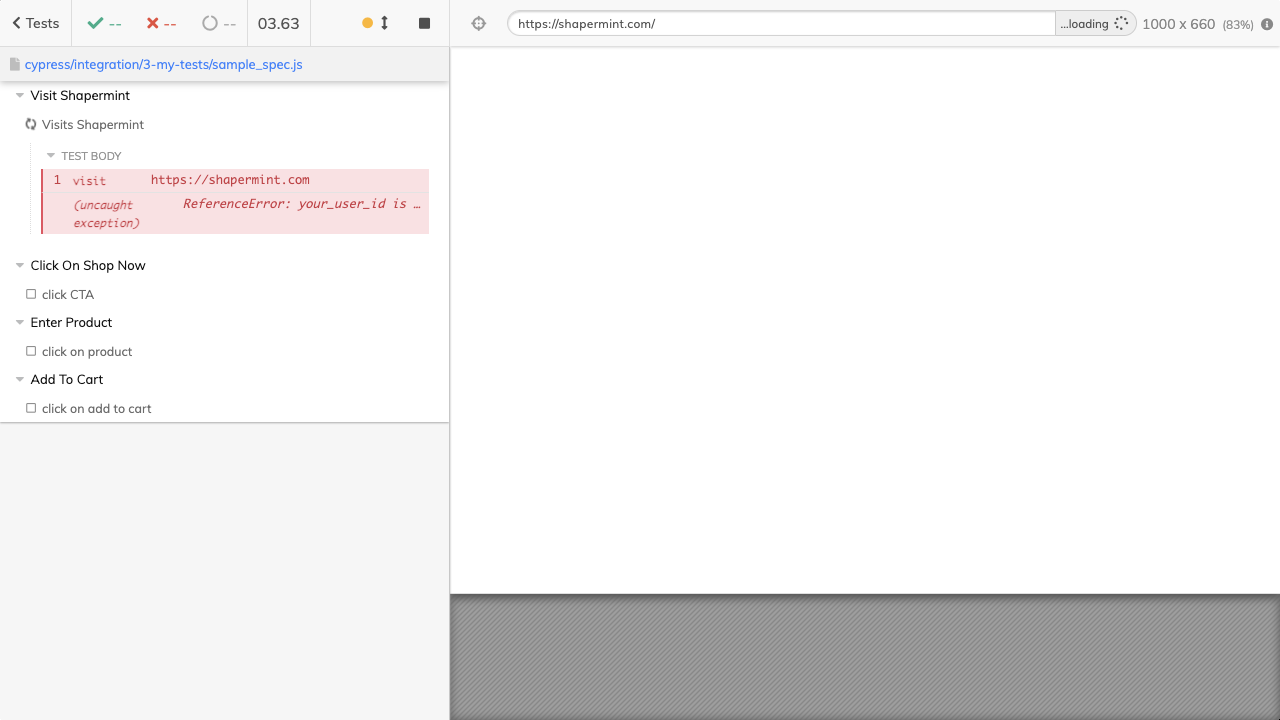 Tests -- -- -- 03.63
https://shapermint.com/ ...loading 1000 x 660 (83%)
cypress/integration/3-my-tests/sample_spec.js
Visit Shapermint
Visits Shapermint
TEST BODY
1 visit https://shapermint.com
(uncaught exception) ReferenceError: your_user_id is …
Click On Shop Now
click CTA
Enter Product
click on product
Add To Cart
click on add to cart